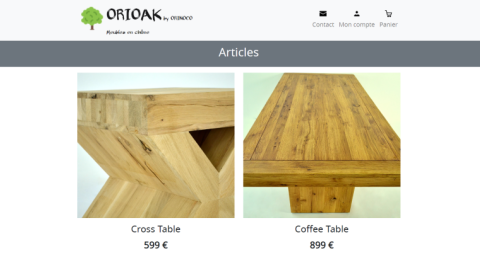 ORIOAK by ORINOCO
Meubles en chêne
Contact Mon compte Panier
Articles
Cross Table
599 €
Coffee Table
899 €